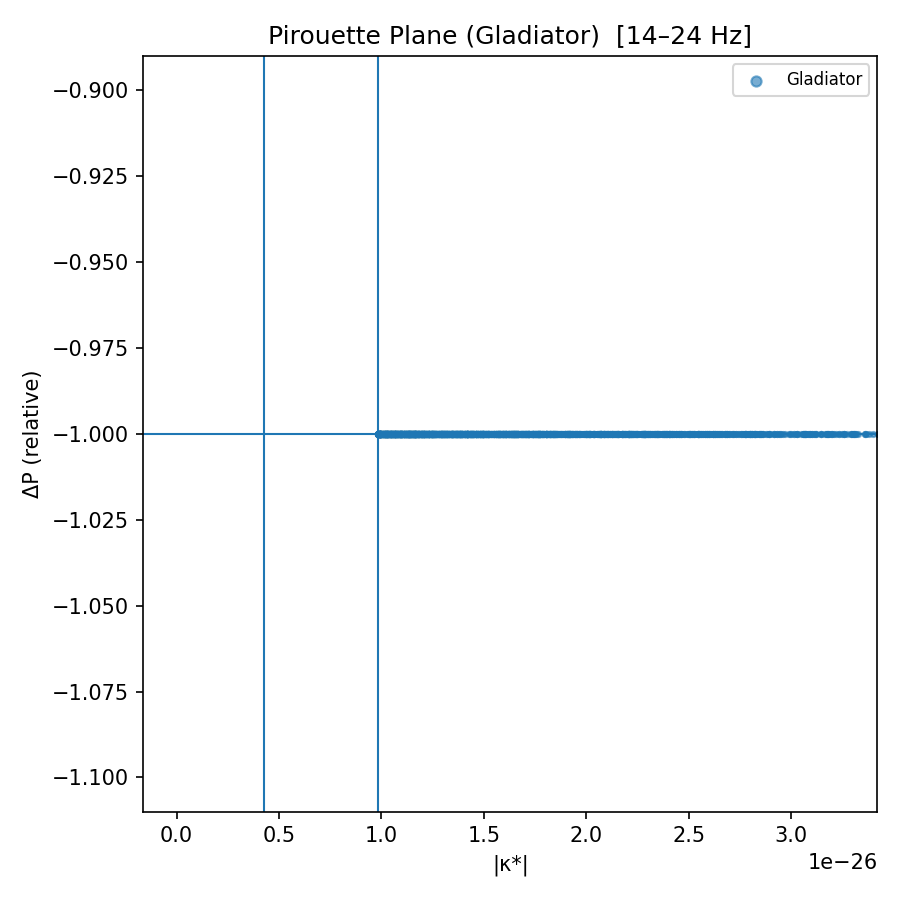 Pirouette Plane (Gladiator)  [14–24 Hz]
Gladiator
−0.900
−0.925
−0.950
−0.975
−1.000
−1.025
−1.050
−1.075
−1.100
ΔP (relative)
0.0 0.5 1.0 1.5 2.0 2.5 3.0
1e−26
|κ*|